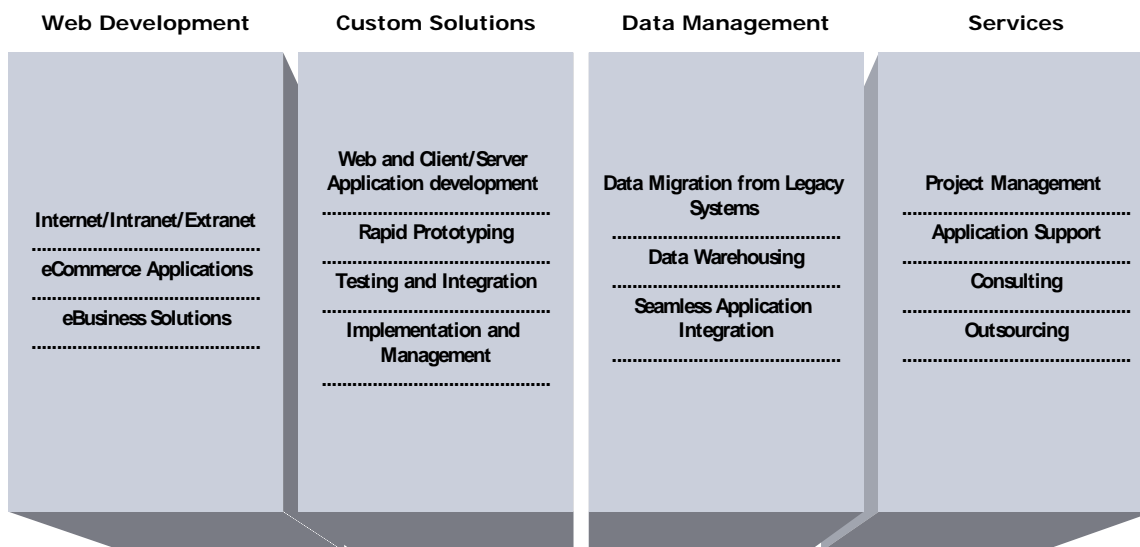 Web Development
Internet/Intranet/Extranet
eCommerce Applications
eBusiness Solutions
Custom Solutions
Web and Client/Server
Application development
Rapid Prototyping
Testing and Integration
Implementation and
Management
Data Management
Data Migration from Legacy
Systems
Data Warehousing
Seamless Application
Integration
Services
Project Management
Application Support
Consulting
Outsourcing